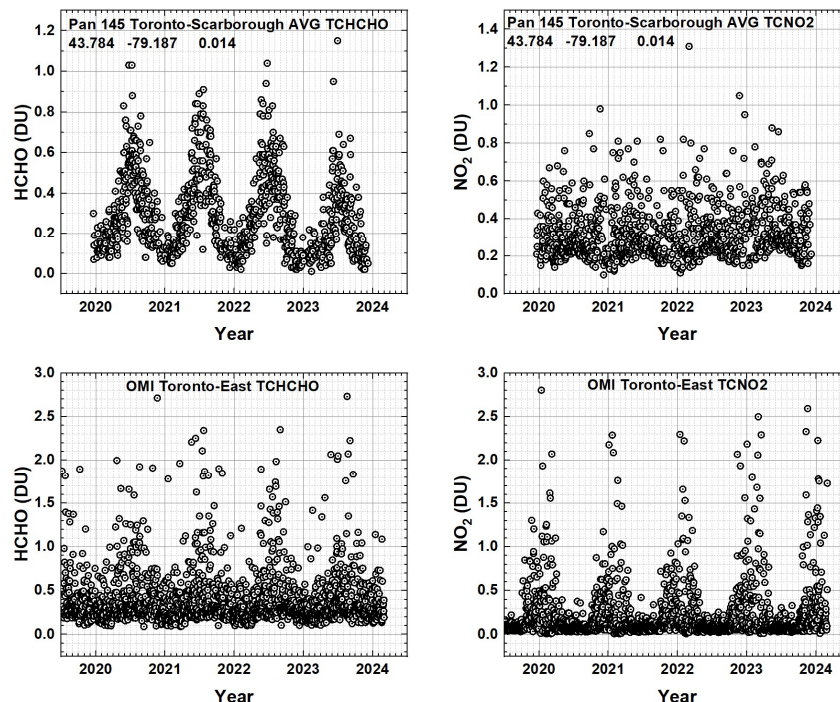 Pan 145 Toronto-Scarborough AVG TCHCHO
43.784 -79.187 0.014
HCHO (DU)
1.2
1.0
0.8
0.6
0.4
0.2
0.0
2020 2021 2022 2023 2024
Year
Pan 145 Toronto-Scarborough AVG TCNO2
43.784 -79.187 0.014
NO2 (DU)
1.4
1.2
1.0
0.8
0.6
0.4
0.2
0.0
2020 2021 2022 2023 2024
Year
OMI Toronto-East TCHCHO
HCHO (DU)
3.0
2.5
2.0
1.5
1.0
0.5
0.0
2020 2021 2022 2023 2024
Year
OMI Toronto-East TCNO2
NO2 (DU)
3.0
2.5
2.0
1.5
1.0
0.5
0.0
2020 2021 2022 2023 2024
Year